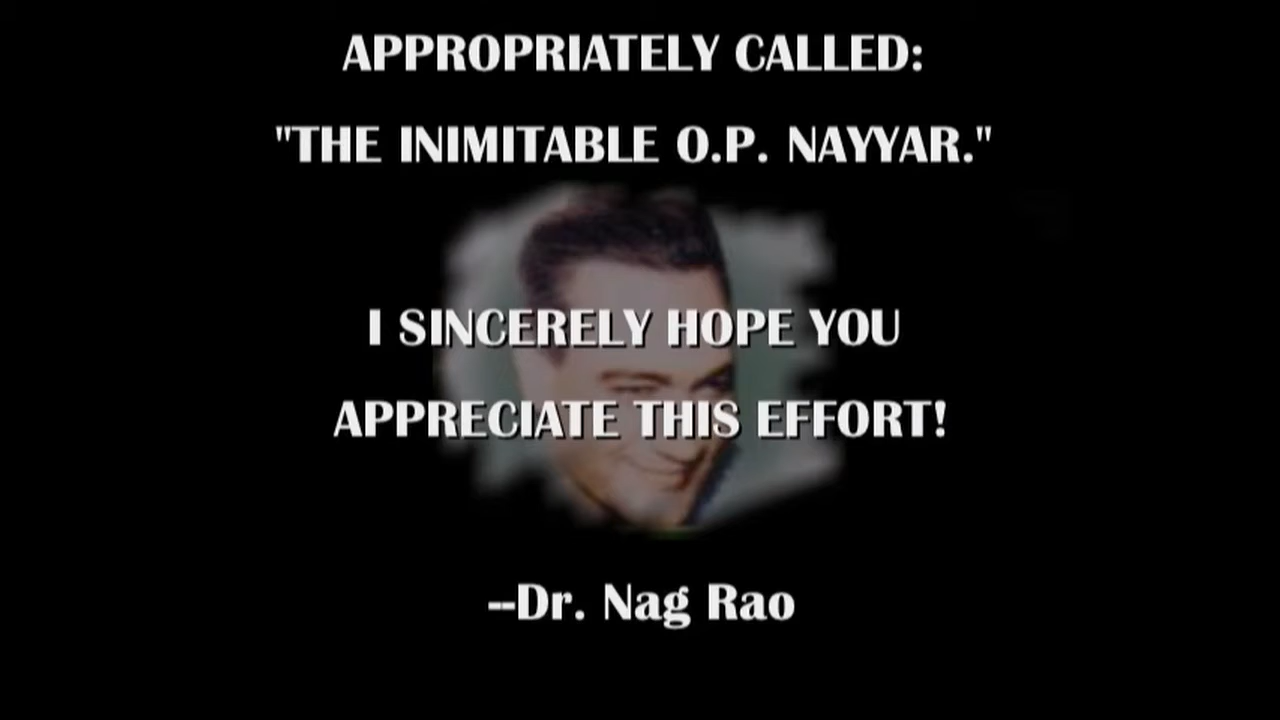 APPROPRIATELY CALLED:
"THE INIMITABLE O.P. NAYYAR."
I SINCERELY HOPE YOU
APPRECIATE THIS EFFORT!
--Dr. Nag Rao